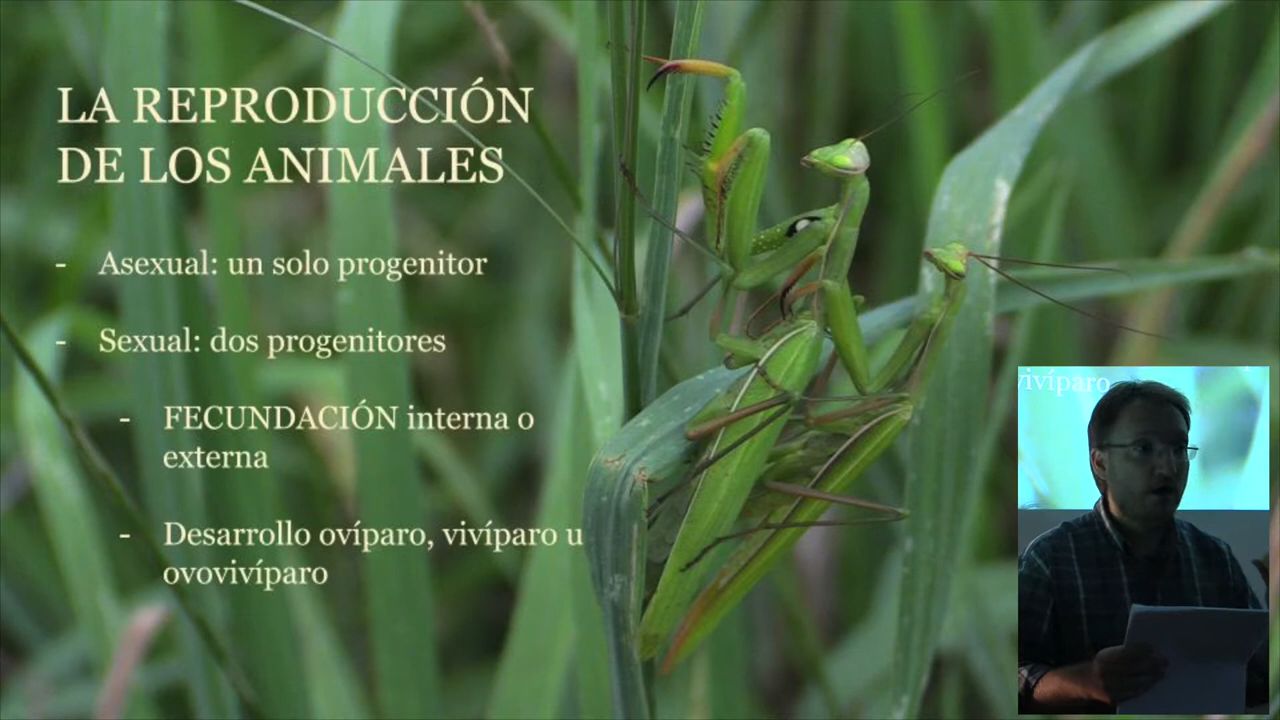 LA REPRODUCCIÓN
DE LOS ANIMALES
- Asexual: un solo progenitor
- Sexual: dos progenitores
- FECUNDACIÓN interna o
externa
- Desarrollo ovíparo, vivíparo u
ovovivíparo
vivíparo